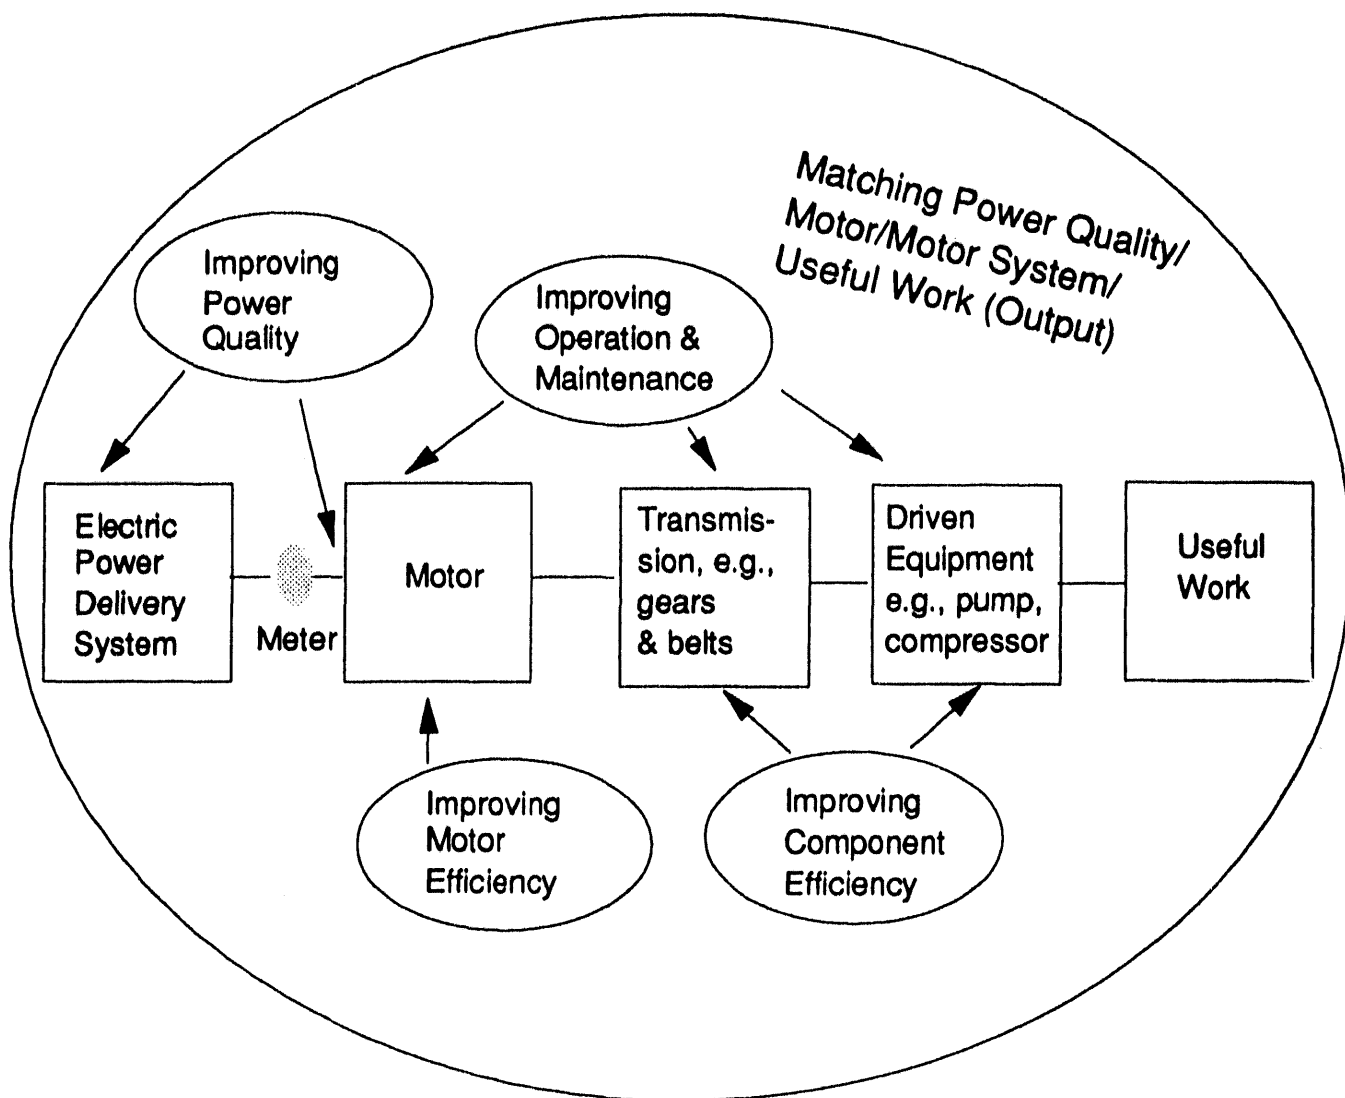 Matching Power Quality/
Motor/Motor System/
Useful Work (Output)
Improving
Power
Quality
Improving
Operation &
Maintenance
Electric
Power
Delivery
System
Meter
Motor
Transmis-
sion, e.g.,
gears
& belts
Driven
Equipment
e.g., pump,
compressor
Useful
Work
Improving
Motor
Efficiency
Improving
Component
Efficiency